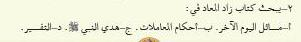 ٢-يبحث كتاب زاد المعاد في:
أ-مسائل اليوم الآخر. ب-أحكام المعاملات. ج-هدي النبي ﷺ. د-التفسير.